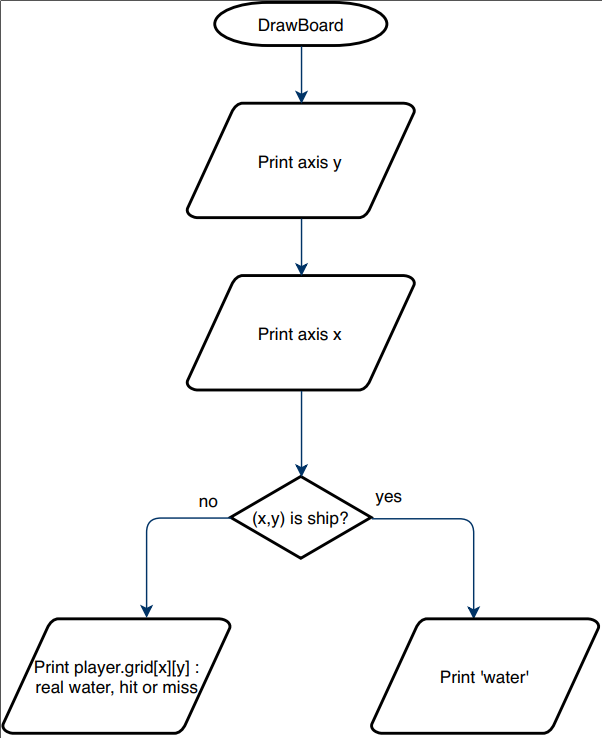 DrawBoard
Print axis y
Print axis x
no
yes
(x,y) is ship?
Print player.grid[x][y] :
real water, hit or miss
Print 'water'